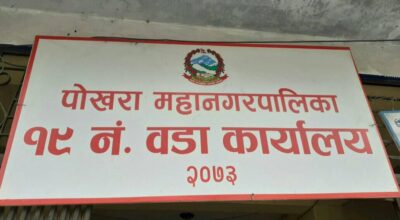 पोखरा महानगरपालिका
१९ नं. वडा कार्यालय
२०७३